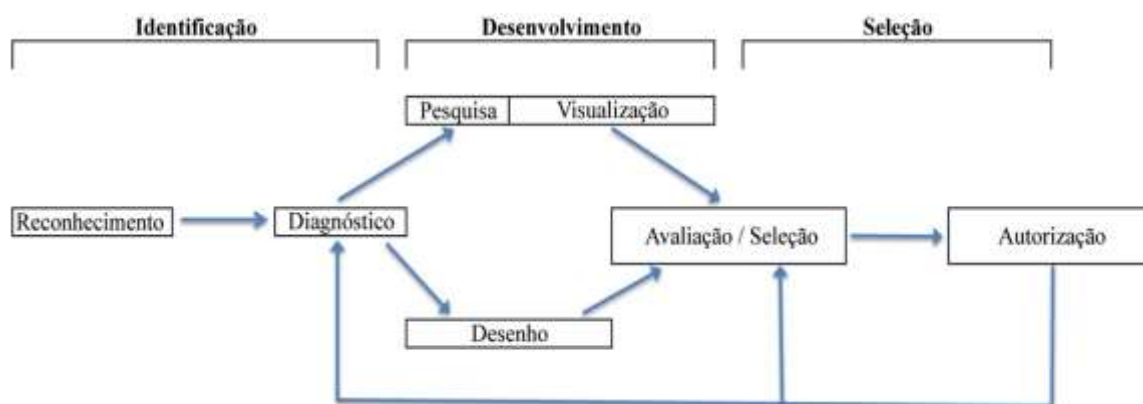 Identificação
Desenvolvimento
Seleção
Pesquisa
Visualização
Reconhecimento
Diagnóstico
Avaliação / Seleção
Autorização
Desenho